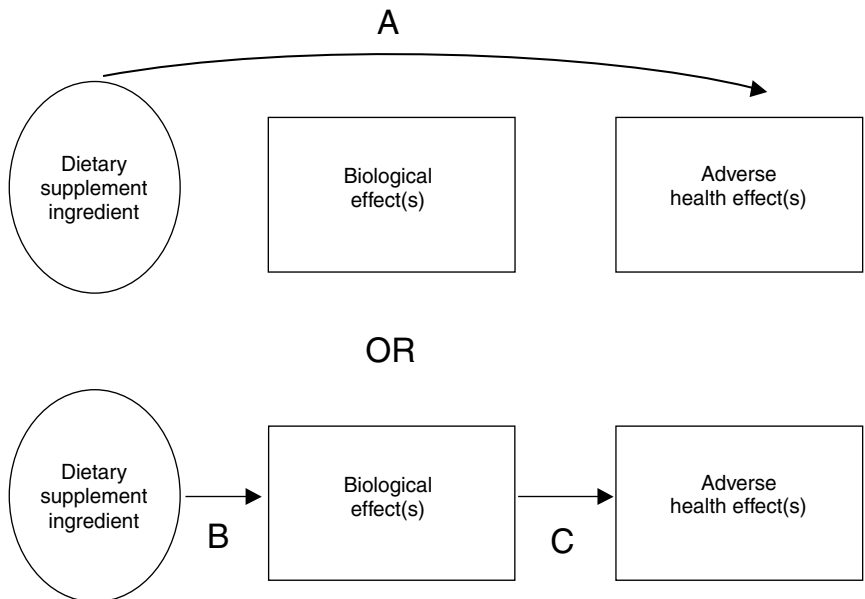 A
Dietary
supplement
ingredient
Biological
effect(s)
Adverse
health effect(s)
OR
Dietary
supplement
ingredient
B
Biological
effect(s)
C
Adverse
health effect(s)